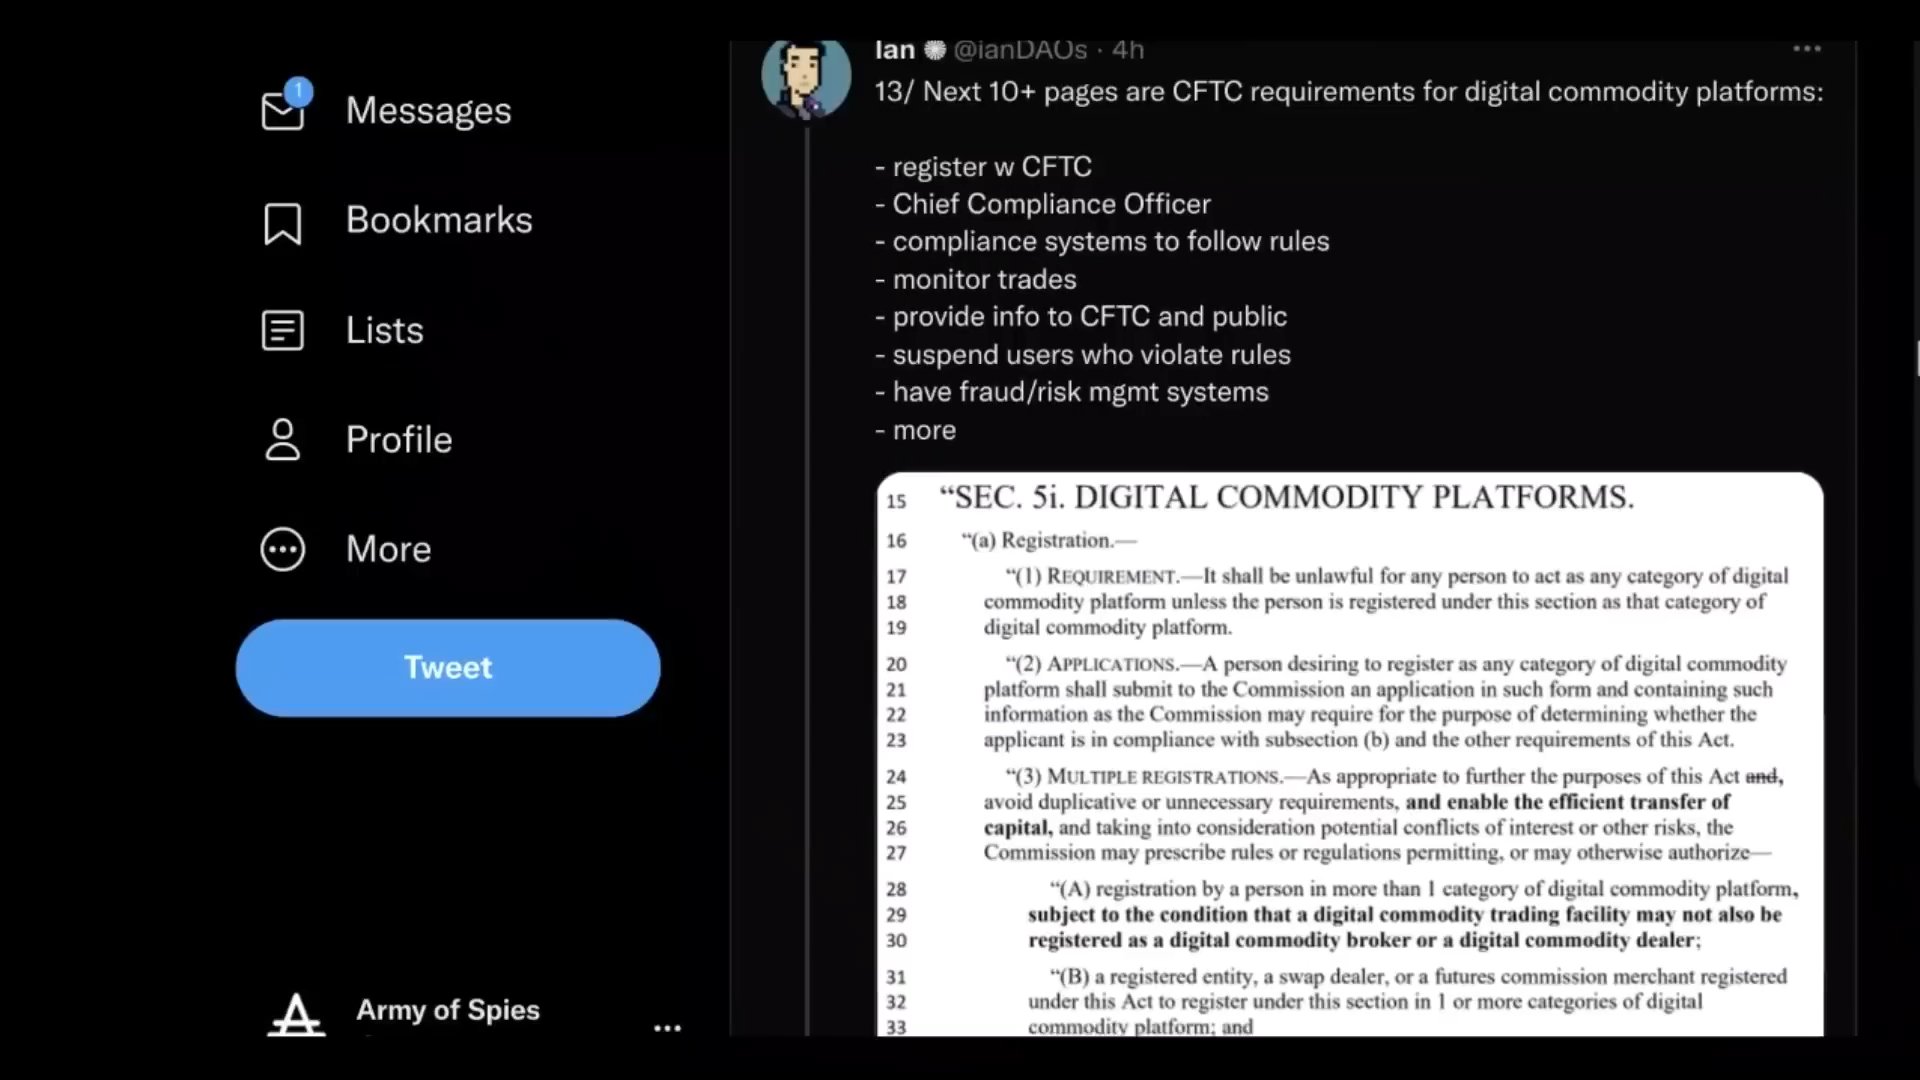 1
Messages
Bookmarks
Lists
Profile
More
Tweet
Army of Spies
Ian @ianDAOs · 4h
13/ Next 10+ pages are CFTC requirements for digital commodity platforms:
- register w CFTC
- Chief Compliance Officer
- compliance systems to follow rules
- monitor trades
- provide info to CFTC and public
- suspend users who violate rules
- have fraud/risk mgmt systems
- more
15 “SEC. 5i. DIGITAL COMMODITY PLATFORMS.
16 “(a) Registration.—
17 “(1) REQUIREMENT.—It shall be unlawful for any person to act as any category of digital
18 commodity platform unless the person is registered under this section as that category of
19 digital commodity platform.
20 “(2) APPLICATIONS.—A person desiring to register as any category of digital commodity
21 platform shall submit to the Commission an application in such form and containing such
22 information as the Commission may require for the purpose of determining whether the
23 applicant is in compliance with subsection (b) and the other requirements of this Act.
24 “(3) MULTIPLE REGISTRATIONS.—As appropriate to further the purposes of this Act and,
25 avoid duplicative or unnecessary requirements, and enable the efficient transfer of
26 capital, and taking into consideration potential conflicts of interest or other risks, the
27 Commission may prescribe rules or regulations permitting, or may otherwise authorize—
28 “(A) registration by a person in more than 1 category of digital commodity platform,
29 subject to the condition that a digital commodity trading facility may not also be
30 registered as a digital commodity broker or a digital commodity dealer;
31 “(B) a registered entity, a swap dealer, or a futures commission merchant registered
32 under this Act to register under this section in 1 or more categories of digital
33 commodity platform; and